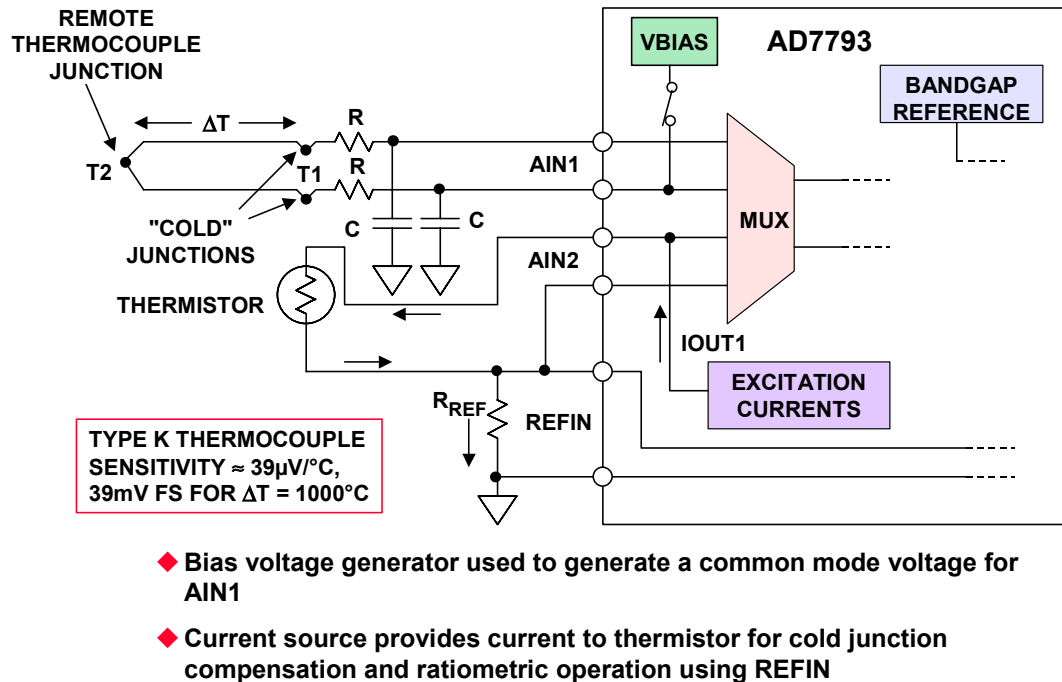 REMOTE
THERMOCOUPLE
JUNCTION
VBIAS
AD7793
BANDGAP
REFERENCE
ΔT
R
R
T2
T1
AIN1
"COLD"
JUNCTIONS
C
C
MUX
AIN2
THERMISTOR
IOUT1
R_REF
REFIN
EXCITATION
CURRENTS
TYPE K THERMOCOUPLE
SENSITIVITY ≈ 39µV/°C,
39mV FS FOR ΔT = 1000°C
◆ Bias voltage generator used to generate a common mode voltage for
AIN1
◆ Current source provides current to thermistor for cold junction
compensation and ratiometric operation using REFIN